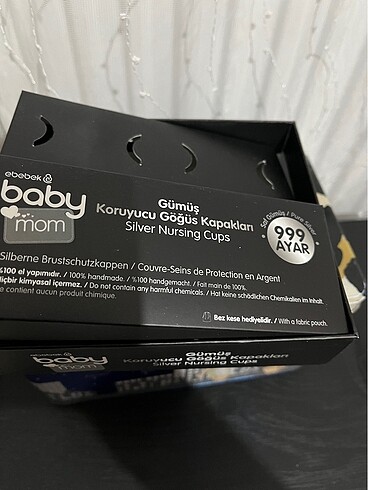 ebebek
baby
mom
Gümüş
Koruyucu Göğüs Kapakları
Silver Nursing Cups
Saf Gümüş / Pure Silver
999
AYAR
Silberne Brustschutzkappen / Couvre-Seins de Protection en Argent
%100 el yapımıdır. / 100% handmade. / %100 handgemacht. / Fait main de 100%.
içbir kimyasal içermez. / Do not contain any harmful chemicals. / Hat keine schädlichen Chemikalien im Inhalt.
e contient aucun produit chimique.
Bez kese hediyelidir. / With a fabric pouch.
ebebek
baby
mom
Gümüş
Koruyucu Göğüs Kapakları
Silver Nursing Cups